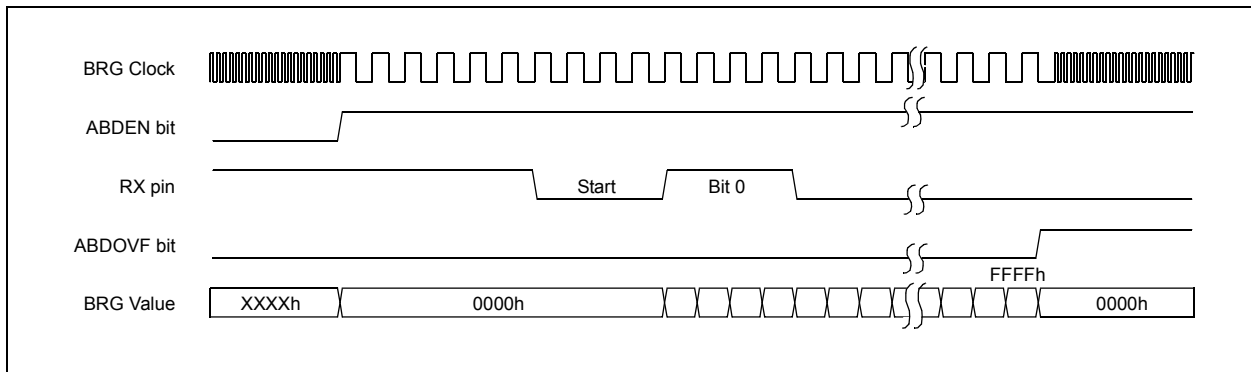 BRG Clock
ABDEN bit
RX pin
Start
Bit 0
ABDOVF bit
FFFFh
BRG Value
XXXXh
0000h
0000h